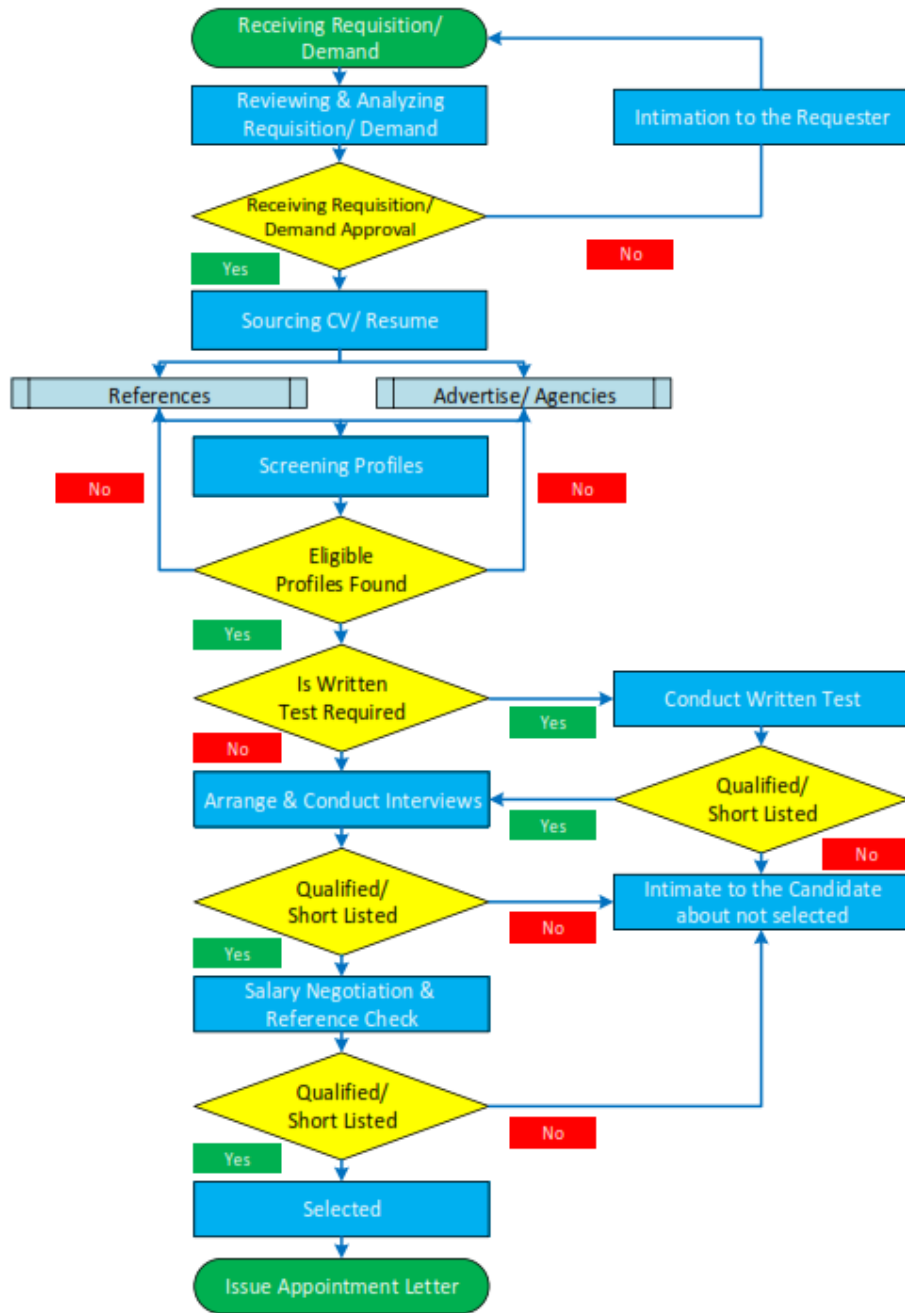 Receiving Requisition/
Demand
Reviewing & Analyzing
Requisition/ Demand
Intimation to the Requester
Receiving Requisition/
Demand Approval
No
Yes
Sourcing CV/ Resume
References
Advertise/ Agencies
Screening Profiles
No
No
Eligible
Profiles Found
Yes
Is Written
Test Required
Conduct Written Test
Yes
No
Arrange & Conduct Interviews
Qualified/
Short Listed
Yes
No
Qualified/
Short Listed
Intimate to the Candidate
about not selected
No
Yes
Salary Negotiation &
Reference Check
Qualified/
Short Listed
No
Yes
Selected
Issue Appointment Letter